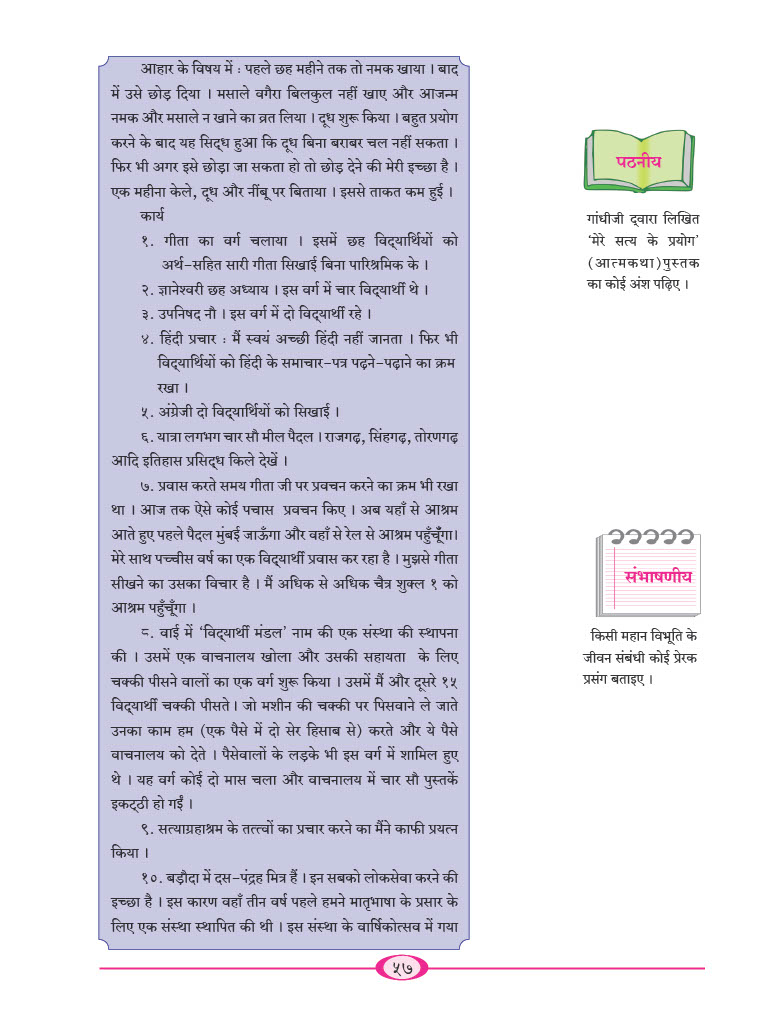 आहार के विषय में : पहले छह महीने तक तो नमक खाया । बाद
में उसे छोड़ दिया । मसाले वगैरा बिलकुल नहीं खाए और आजन्म
नमक और मसाले न खाने का व्रत लिया । दूध शुरू किया । बहुत प्रयोग
करने के बाद यह सिद्ध हुआ कि दूध बिना बराबर चल नहीं सकता ।
फिर भी अगर इसे छोड़ा जा सकता हो तो छोड़ देने की मेरी इच्छा है ।
एक महीना केले, दूध और नींबू पर बिताया । इससे ताकत कम हुई ।
कार्य
१. गीता का वर्ग चलाया । इसमें छह विद्यार्थियों को
अर्थ-सहित सारी गीता सिखाई बिना पारिश्रमिक के ।
२. ज्ञानेश्वरी छह अध्याय । इस वर्ग में चार विद्यार्थी थे ।
३. उपनिषद नौ । इस वर्ग में दो विद्यार्थी रहे ।
४. हिंदी प्रचार : मैं स्वयं अच्छी हिंदी नहीं जानता । फिर भी
विद्यार्थियों को हिंदी के समाचार-पत्र पढ़ने-पढ़ाने का क्रम
रखा ।
५. अंग्रेजी दो विद्यार्थियों को सिखाई ।
६. यात्रा लगभग चार सौ मील पैदल । राजगढ़, सिंहगढ़, तोरणगढ़
आदि इतिहास प्रसिद्ध किले देखें ।
७. प्रवास करते समय गीता जी पर प्रवचन करने का क्रम भी रखा
था । आज तक ऐसे कोई पचास प्रवचन किए । अब यहाँ से आश्रम
आते हुए पहले पैदल मुंबई जाऊँगा और वहाँ से रेल से आश्रम पहुँचूँगा।
मेरे साथ पच्चीस वर्ष का एक विद्यार्थी प्रवास कर रहा है । मुझसे गीता
सीखने का उसका विचार है । मैं अधिक से अधिक चैत्र शुक्ल १ को
आश्रम पहुँचूँगा ।
८. वाई में ‘विद्यार्थी मंडल’ नाम की एक संस्था की स्थापना
की । उसमें एक वाचनालय खोला और उसकी सहायता के लिए
चक्की पीसने वालों का एक वर्ग शुरू किया । उसमें मैं और दूसरे १५
विद्यार्थी चक्की पीसते । जो मशीन की चक्की पर पिसवाने ले जाते
उनका काम हम (एक पैसे में दो सेर हिसाब से) करते और ये पैसे
वाचनालय को देते । पैसेवालों के लड़के भी इस वर्ग में शामिल हुए
थे । यह वर्ग कोई दो मास चला और वाचनालय में चार सौ पुस्तकें
इकट्ठी हो गईं ।
९. सत्याग्रहाश्रम के तत्त्वों का प्रचार करने का मैंने काफी प्रयत्न
किया ।
१०. बड़ौदा में दस-पंद्रह मित्र हैं । इन सबको लोकसेवा करने की
इच्छा है । इस कारण वहाँ तीन वर्ष पहले हमने मातृभाषा के प्रसार के
लिए एक संस्था स्थापित की थी । इस संस्था के वार्षिकोत्सव में गया
पठनीय
गांधीजी द्वारा लिखित
‘मेरे सत्य के प्रयोग’
(आत्मकथा)पुस्तक
का कोई अंश पढ़िए ।
संभाषणीय
किसी महान विभूति के
जीवन संबंधी कोई प्रेरक
प्रसंग बताइए ।
५७